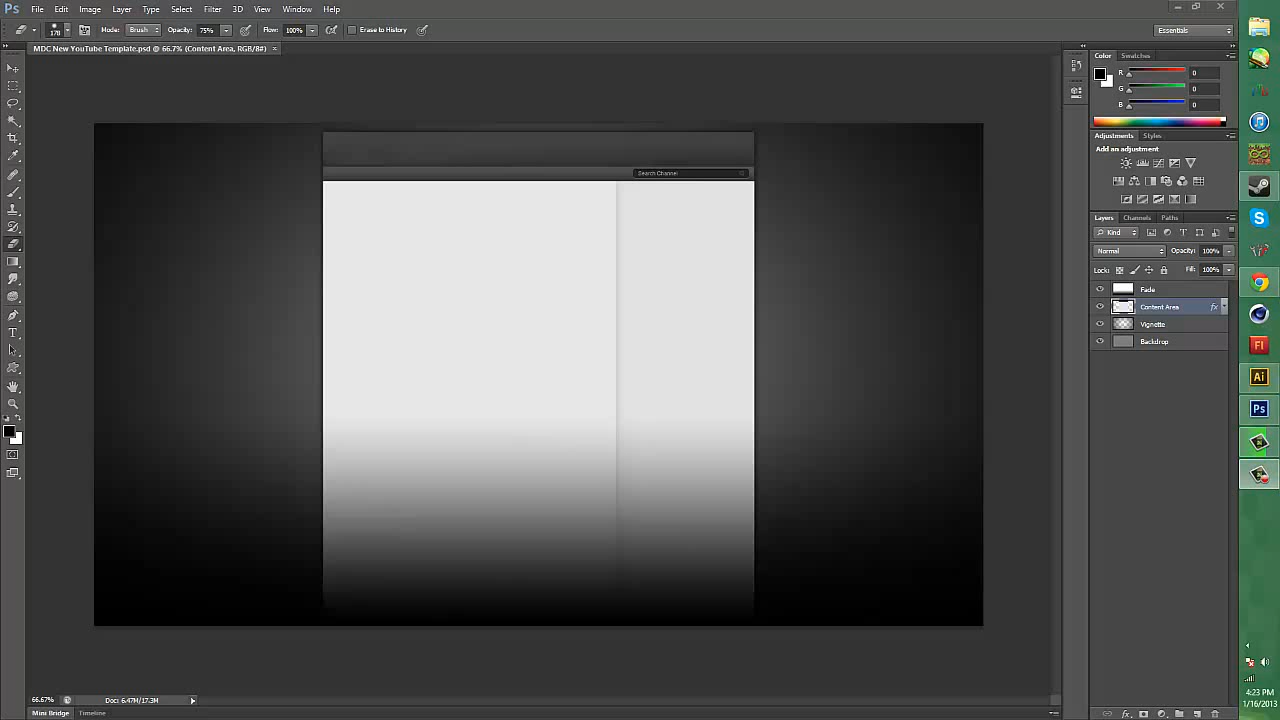 Ps File Edit Image Layer Type Select Filter 3D View Window Help
178 Mode: Brush Opacity: 75% Flow: 100% Erase to History Essentials
MDC New YouTube Template.psd @ 66.7% (Content Area, RGB/8#) ×
Color Swatches
R 0
G 0
B 0
Adjustments Styles
Add an adjustment
Search Channel
Layers Channels Paths
Kind
Normal Opacity: 100%
Lock: Fill: 100%
Fade
Content Area fx
Vignette
Backdrop
T
Fl
Ai
Ps
66.67% Doc: 6.47M/17.3M
Mini Bridge Timeline
4:23 PM
1/16/2013